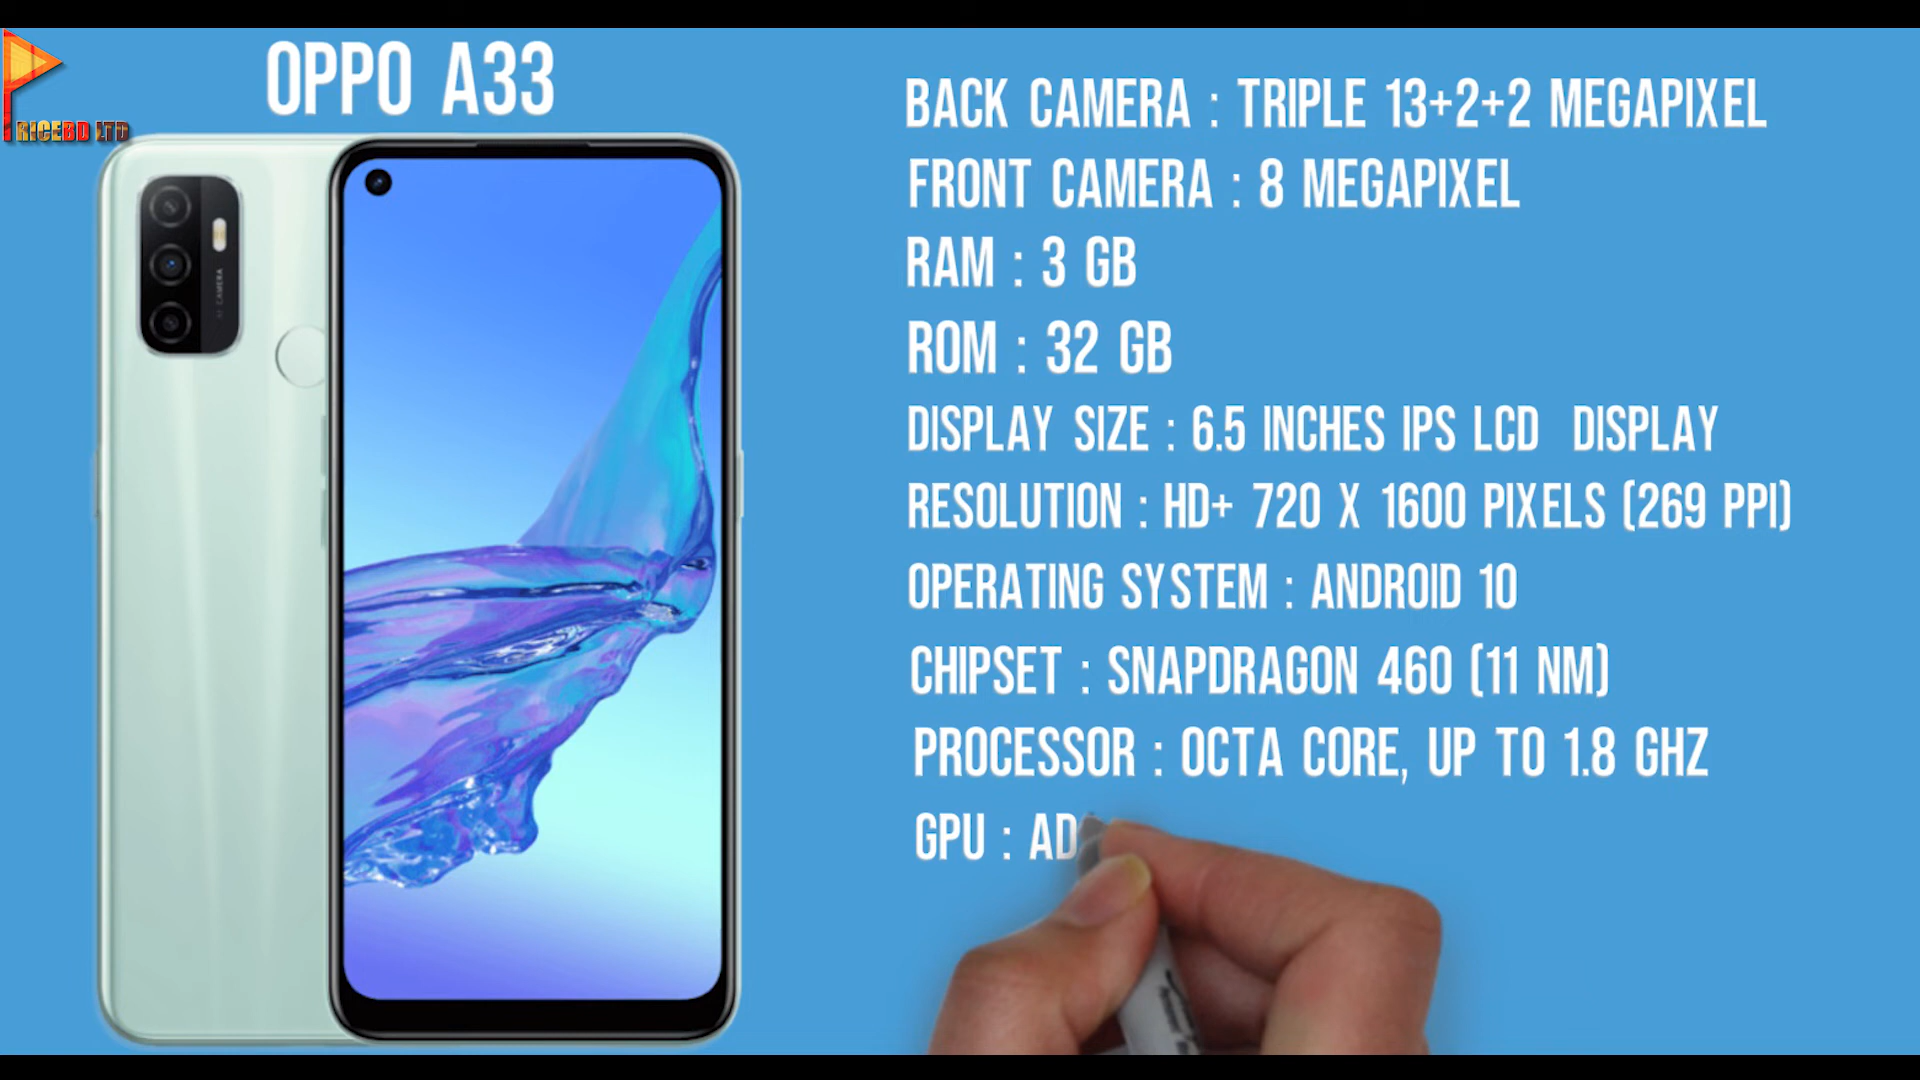 OPPO A33
RICEBD LTD
BACK CAMERA : TRIPLE 13+2+2 MEGAPIXEL
FRONT CAMERA : 8 MEGAPIXEL
RAM : 3 GB
ROM : 32 GB
DISPLAY SIZE : 6.5 INCHES IPS LCD DISPLAY
RESOLUTION : HD+ 720 X 1600 PIXELS (269 PPI)
OPERATING SYSTEM : ANDROID 10
CHIPSET : SNAPDRAGON 460 (11 NM)
PROCESSOR : OCTA CORE, UP TO 1.8 GHZ
GPU : AD